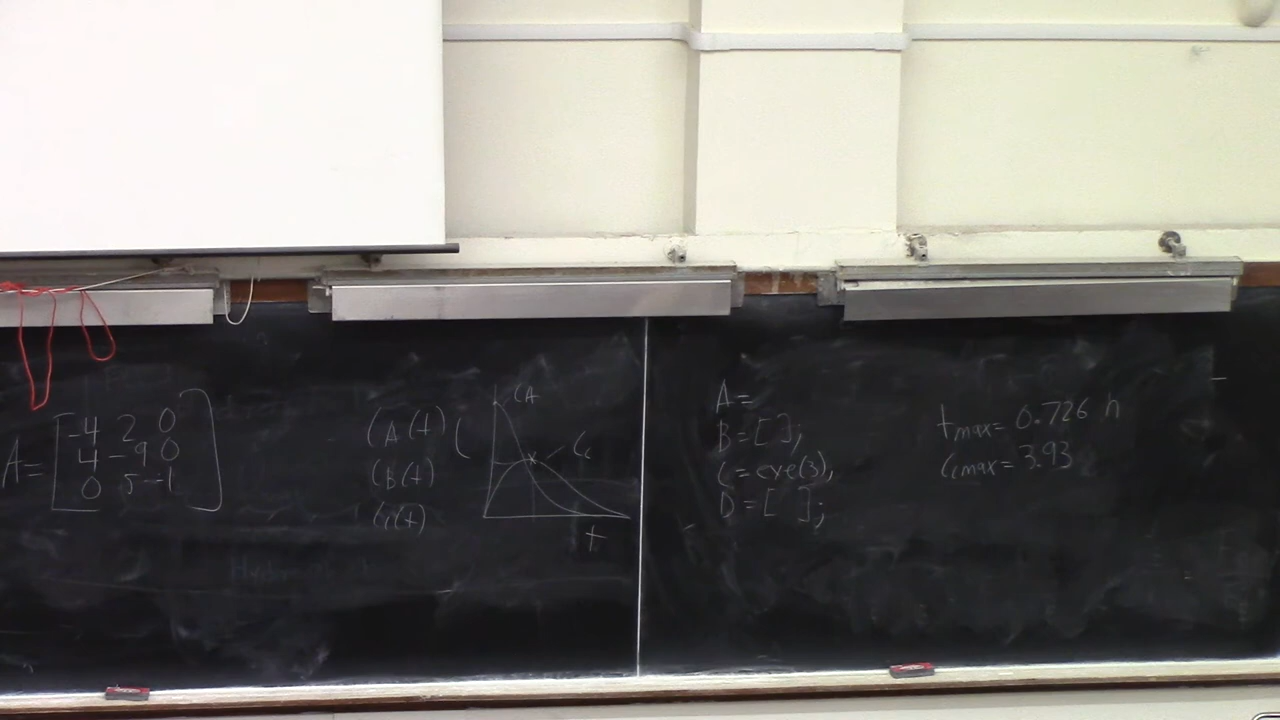 A = [ -4 2 0
4 -9 0
0 5 -1 ]
CA(t)
CB(t)
CC(t)
CA
CC
t
A =
B = [ ];
C = eye(3),
D = [ ];
tmax = 0.726 h
CCmax = 3.93